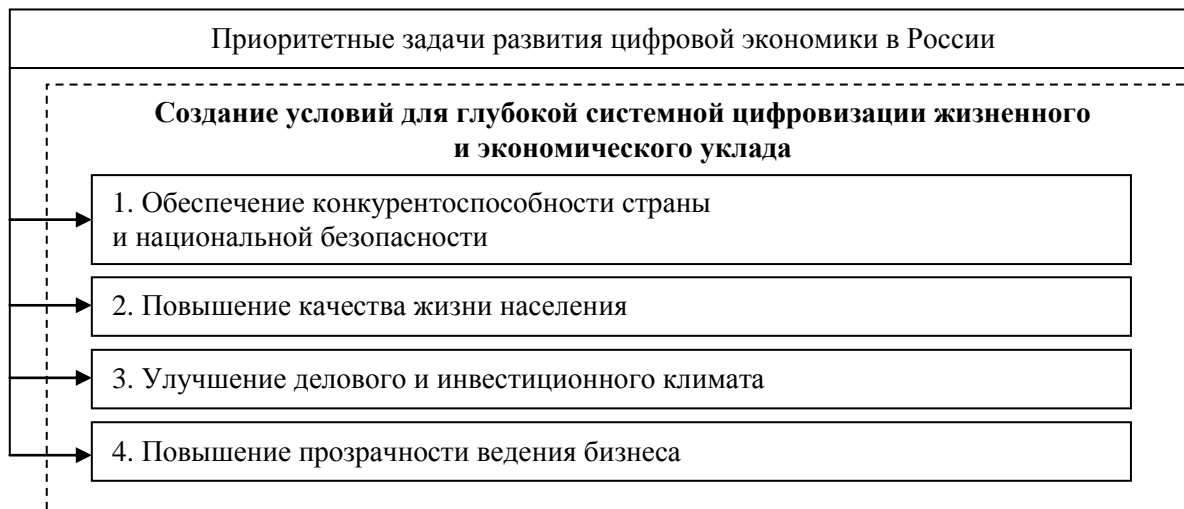 Приоритетные задачи развития цифровой экономики в России
Создание условий для глубокой системной цифровизации жизненного
и экономического уклада
1. Обеспечение конкурентоспособности страны
и национальной безопасности
2. Повышение качества жизни населения
3. Улучшение делового и инвестиционного климата
4. Повышение прозрачности ведения бизнеса